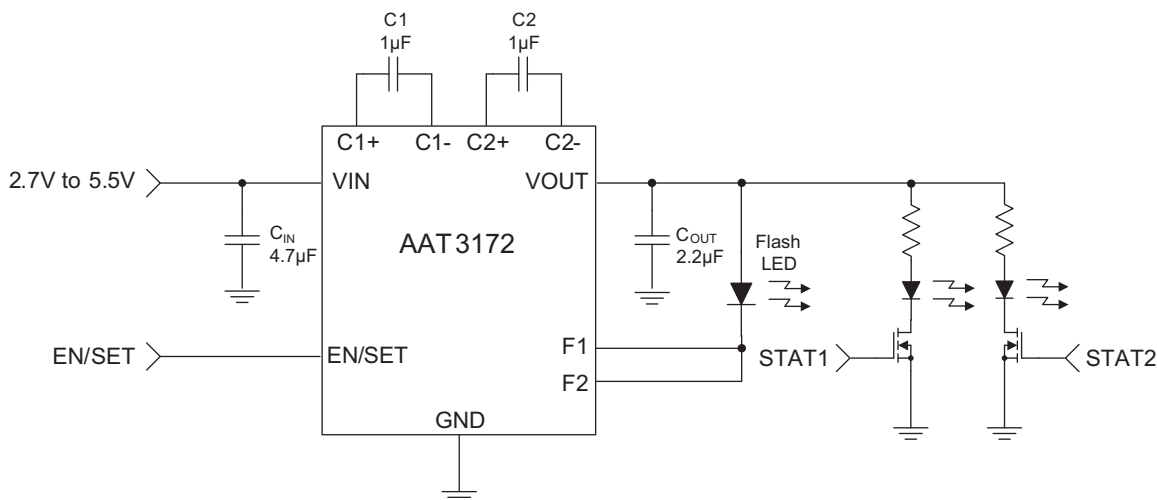 C1
1µF
C2
1µF
C1+ C1- C2+ C2-
2.7V to 5.5V
VIN
VOUT
AAT3172
CIN
4.7µF
COUT
2.2µF
Flash
LED
EN/SET
EN/SET
F1
F2
STAT1
STAT2
GND